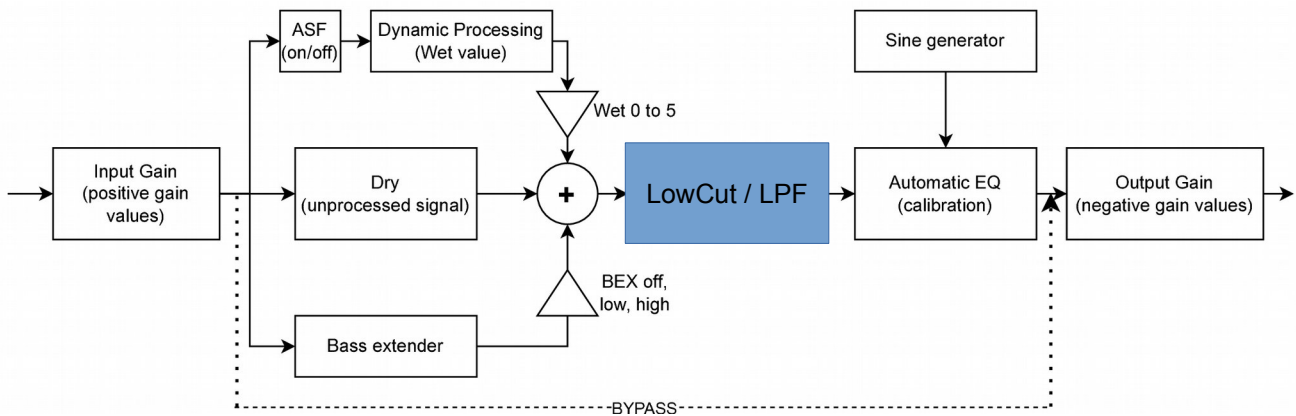 ASF
(on/off)
Dynamic Processing
(Wet value)
Sine generator
Wet 0 to 5
Input Gain
(positive gain
values)
Dry
(unprocessed signal)
+
LowCut / LPF
Automatic EQ
(calibration)
Output Gain
(negative gain values)
BEX off,
low, high
Bass extender
BYPASS